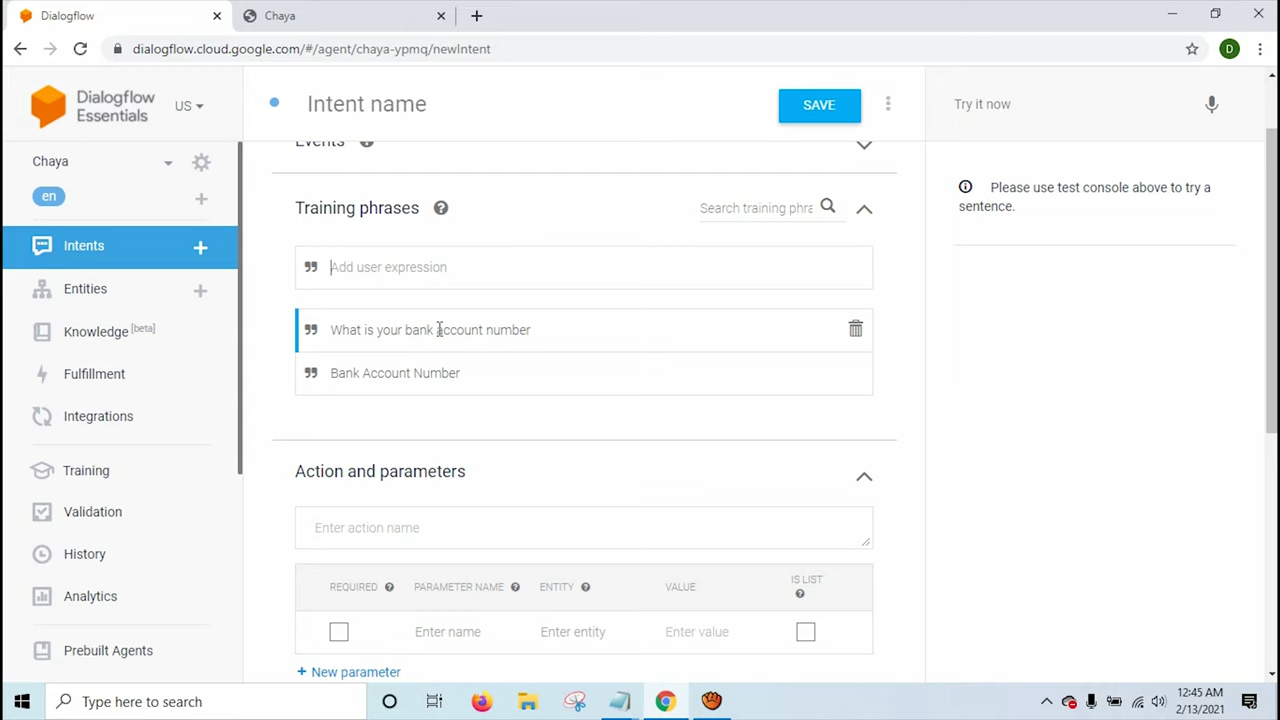 Dialogflow
Chaya
dialogflow.cloud.google.com/#/agent/chaya-ypmq/newIntent
D
Dialogflow
Essentials
US
Intent name
SAVE
Try it now
Chaya
en
Events
Please use test console above to try a
sentence.
Training phrases
Search training phra
Intents
Add user expression
Entities
What is your bank account number
Knowledge [beta]
Bank Account Number
Fulfillment
Integrations
Action and parameters
Training
Validation
Enter action name
History
REQUIRED
PARAMETER NAME
ENTITY
VALUE
IS LIST
Analytics
Enter name
Enter entity
Enter value
Prebuilt Agents
+ New parameter
Type here to search
12:45 AM
2/13/2021